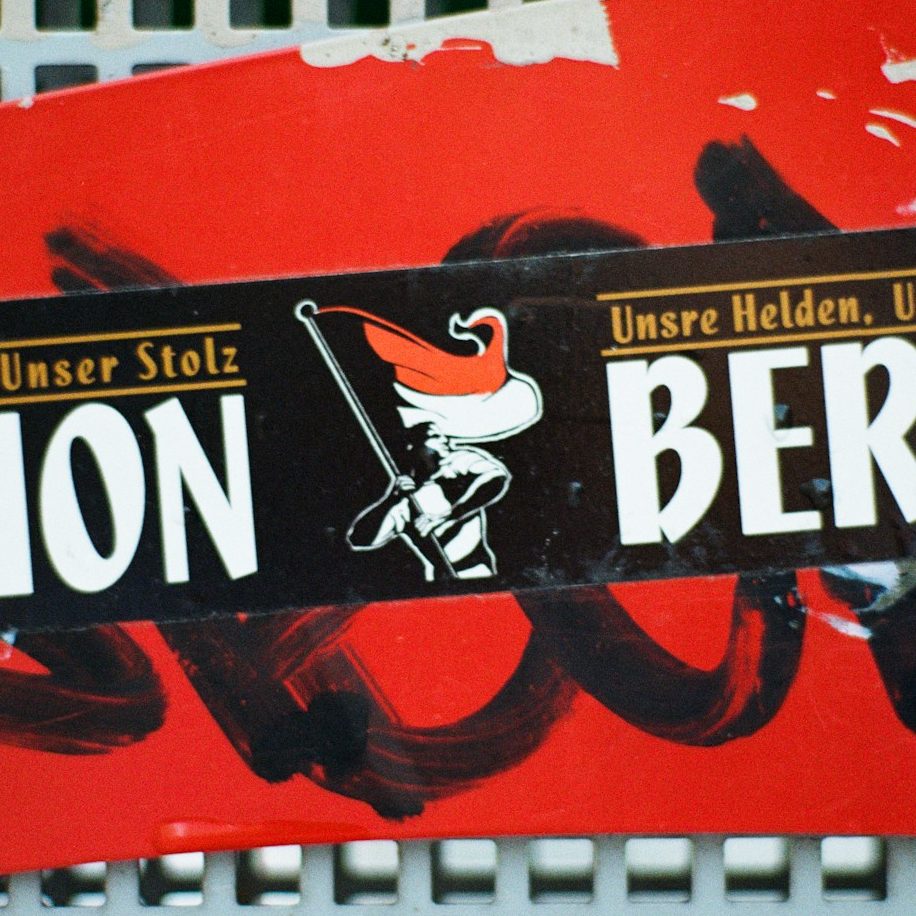 Unser Stolz
ION
Unsre Helden. U
BER